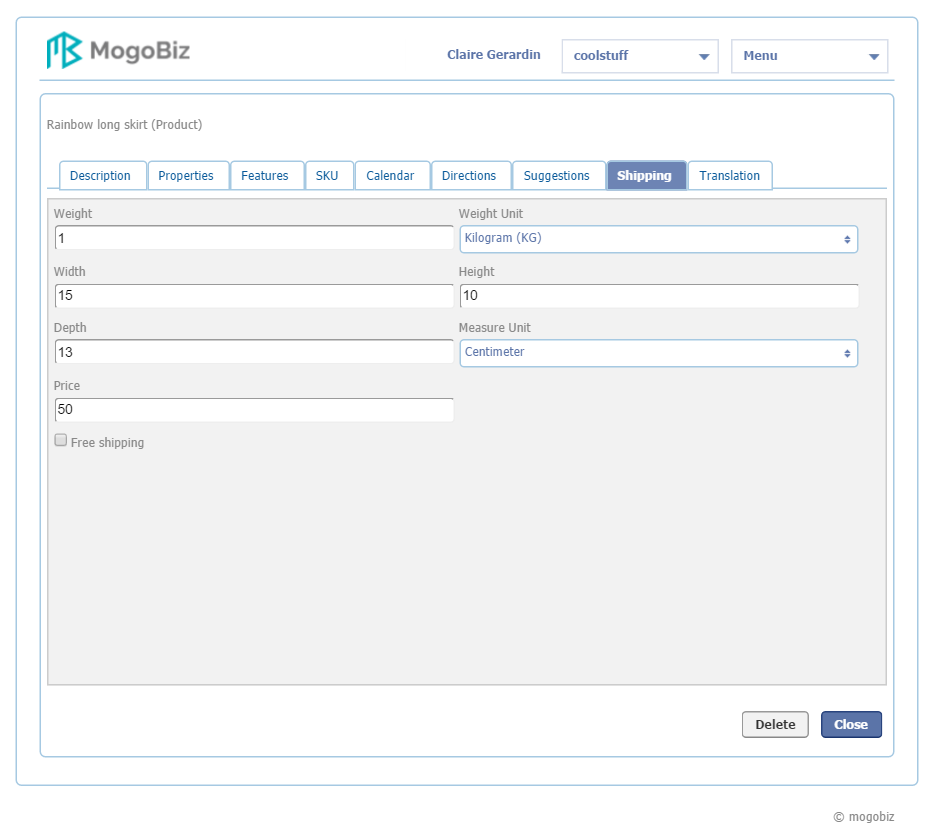 MogoBiz
Claire Gerardin coolstuff Menu
Rainbow long skirt (Product)
Description Properties Features SKU Calendar Directions Suggestions Shipping Translation
Weight Weight Unit
1 Kilogram (KG)
Width Height
15 10
Depth Measure Unit
13 Centimeter
Price
50
Free shipping
Delete Close
© mogobiz